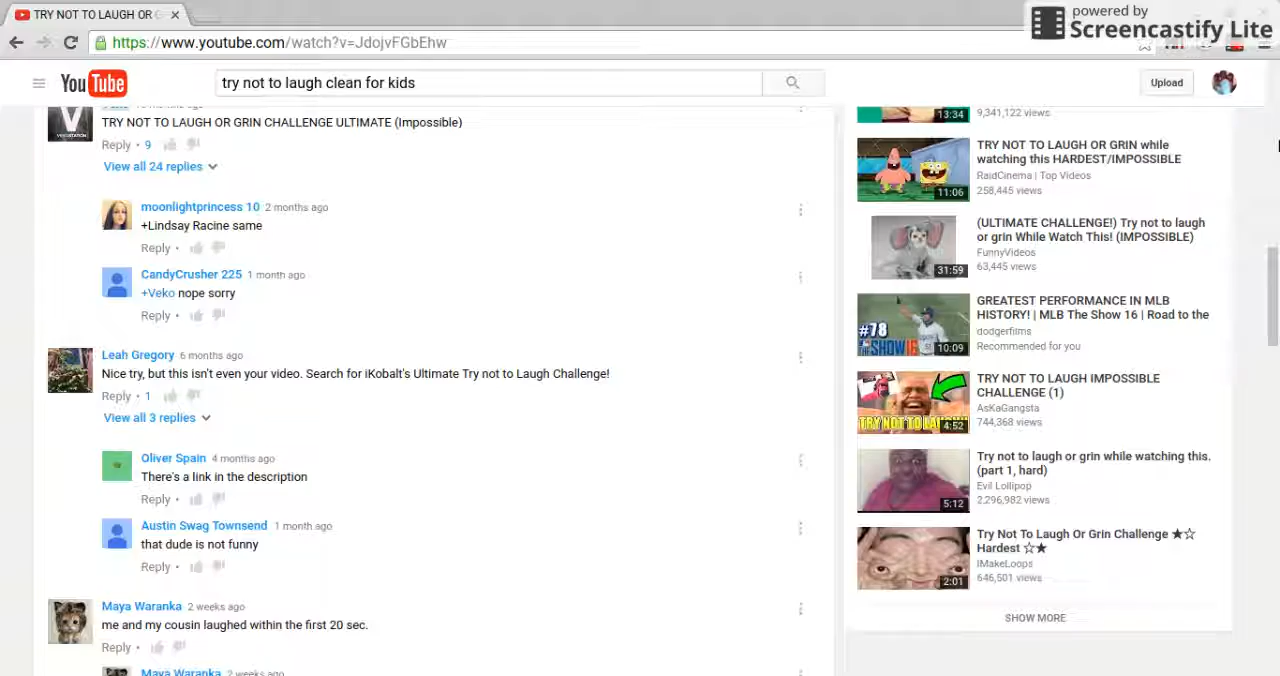 TRY NOT TO LAUGH OR G
powered by
Screencastify Lite
https://www.youtube.com/watch?v=JdojvFGbEhw
YouTube
try not to laugh clean for kids
Upload
TRY NOT TO LAUGH OR GRIN CHALLENGE ULTIMATE (Impossible)
Reply · 9
View all 24 replies
moonlightprincess 10 2 months ago
+Lindsay Racine same
Reply ·
CandyCrusher 225 1 month ago
+Veko nope sorry
Reply ·
Leah Gregory 6 months ago
Nice try, but this isn't even your video. Search for iKobalt's Ultimate Try not to Laugh Challenge!
Reply · 1
View all 3 replies
Oliver Spain 4 months ago
There's a link in the description
Reply ·
Austin Swag Townsend 1 month ago
that dude is not funny
Reply ·
Maya Waranka 2 weeks ago
me and my cousin laughed within the first 20 sec.
Reply ·
Maya Waranka 2 weeks ago
13:34
9,341,122 views
11:06
TRY NOT TO LAUGH OR GRIN while
watching this HARDEST/IMPOSSIBLE
RaidCinema | Top Videos
258,445 views
31:59
(ULTIMATE CHALLENGE!) Try not to laugh
or grin While Watch This! (IMPOSSIBLE)
FunnyVideos
63,445 views
#78
10:09
GREATEST PERFORMANCE IN MLB
HISTORY! | MLB The Show 16 | Road to the
dodgerfilms
Recommended for you
TRY NOT TO LA
4:52
TRY NOT TO LAUGH IMPOSSIBLE
CHALLENGE (1)
AsKaGangsta
744,368 views
5:12
Try not to laugh or grin while watching this.
(part 1, hard)
Evil Lollipop
2,296,982 views
2:01
Try Not To Laugh Or Grin Challenge ★☆
Hardest ☆★
IMakeLoops
646,501 views
SHOW MORE